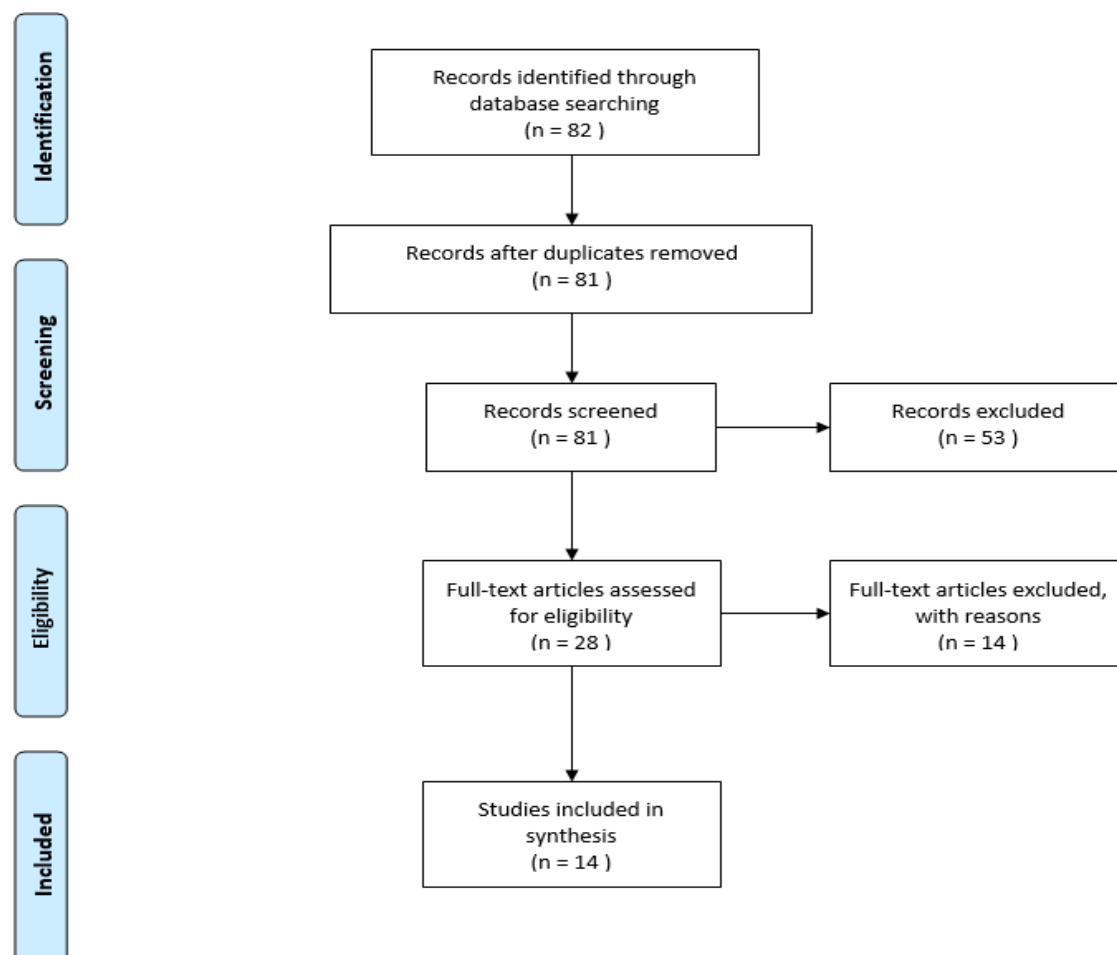 Identification
Records identified through
database searching
(n = 82 )
Records after duplicates removed
(n = 81 )
Screening
Records screened
(n = 81 )
Records excluded
(n = 53 )
Eligibility
Full-text articles assessed
for eligibility
(n = 28 )
Full-text articles excluded,
with reasons
(n = 14 )
Included
Studies included in
synthesis
(n = 14 )